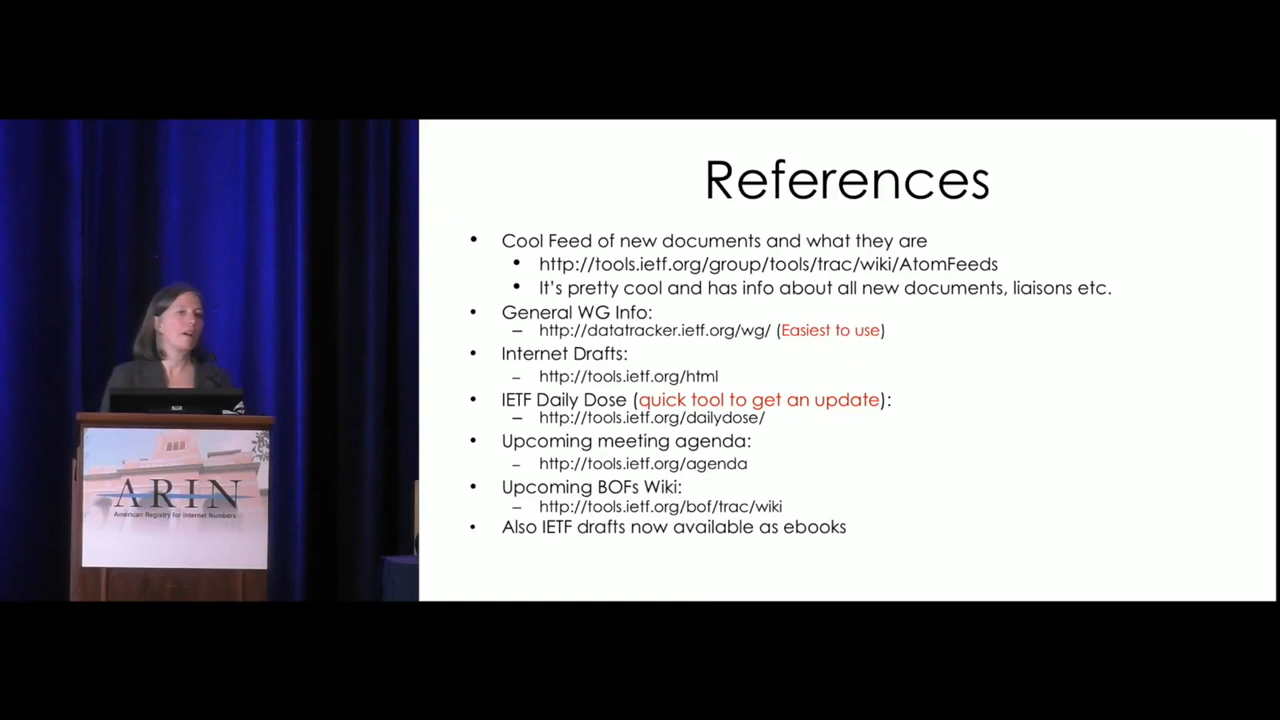 References
• Cool Feed of new documents and what they are
• http://tools.ietf.org/group/tools/trac/wiki/AtomFeeds
• It's pretty cool and has info about all new documents, liaisons etc.
• General WG Info:
– http://datatracker.ietf.org/wg/ (Easiest to use)
• Internet Drafts:
– http://tools.ietf.org/html
• IETF Daily Dose (quick tool to get an update):
– http://tools.ietf.org/dailydose/
• Upcoming meeting agenda:
– http://tools.ietf.org/agenda
• Upcoming BOFs Wiki:
– http://tools.ietf.org/bof/trac/wiki
• Also IETF drafts now available as ebooks
ARIN
American Registry for Internet Numbers